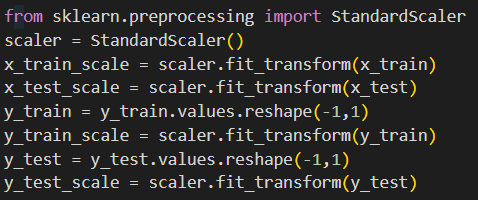 from sklearn.preprocessing import StandardScaler
scaler = StandardScaler()
x_train_scale = scaler.fit_transform(x_train)
x_test_scale = scaler.fit_transform(x_test)
y_train = y_train.values.reshape(-1,1)
y_train_scale = scaler.fit_transform(y_train)
y_test = y_test.values.reshape(-1,1)
y_test_scale = scaler.fit_transform(y_test)